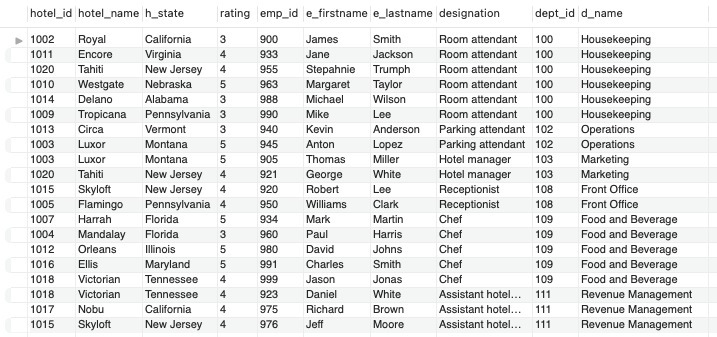 hotel_id hotel_name h_state rating emp_id e_firstname e_lastname designation dept_id d_name
1002 Royal California 3 900 James Smith Room attendant 100 Housekeeping
1011 Encore Virginia 4 933 Jane Jackson Room attendant 100 Housekeeping
1020 Tahiti New Jersey 4 955 Stepahnie Trumph Room attendant 100 Housekeeping
1010 Westgate Nebraska 5 963 Margaret Taylor Room attendant 100 Housekeeping
1014 Delano Alabama 3 988 Michael Wilson Room attendant 100 Housekeeping
1009 Tropicana Pennsylvania 3 990 Mike Lee Room attendant 100 Housekeeping
1013 Circa Vermont 3 940 Kevin Anderson Parking attendant 102 Operations
1003 Luxor Montana 5 945 Anton Lopez Parking attendant 102 Operations
1003 Luxor Montana 5 905 Thomas Miller Hotel manager 103 Marketing
1020 Tahiti New Jersey 4 921 George White Hotel manager 103 Marketing
1015 Skyloft New Jersey 4 920 Robert Lee Receptionist 108 Front Office
1005 Flamingo Pennsylvania 4 950 Williams Clark Receptionist 108 Front Office
1007 Harrah Florida 5 934 Mark Martin Chef 109 Food and Beverage
1004 Mandalay Florida 3 960 Paul Harris Chef 109 Food and Beverage
1012 Orleans Illinois 5 980 David Johns Chef 109 Food and Beverage
1016 Ellis Maryland 5 991 Charles Smith Chef 109 Food and Beverage
1018 Victorian Tennessee 4 999 Jason Jonas Chef 109 Food and Beverage
1018 Victorian Tennessee 4 923 Daniel White Assistant hotel... 111 Revenue Management
1017 Nobu California 4 975 Richard Brown Assistant hotel... 111 Revenue Management
1015 Skyloft New Jersey 4 976 Jeff Moore Assistant hotel... 111 Revenue Management